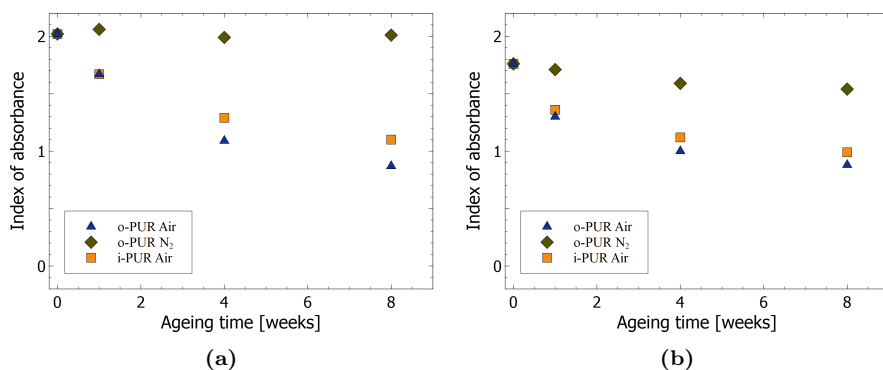 2
1
0
Index of absorbance
o-PUR Air
o-PUR N₂
i-PUR Air
0 2 4 6 8
Ageing time [weeks]
(a)
2
1
0
Index of absorbance
o-PUR Air
o-PUR N₂
i-PUR Air
0 2 4 6 8
Ageing time [weeks]
(b)